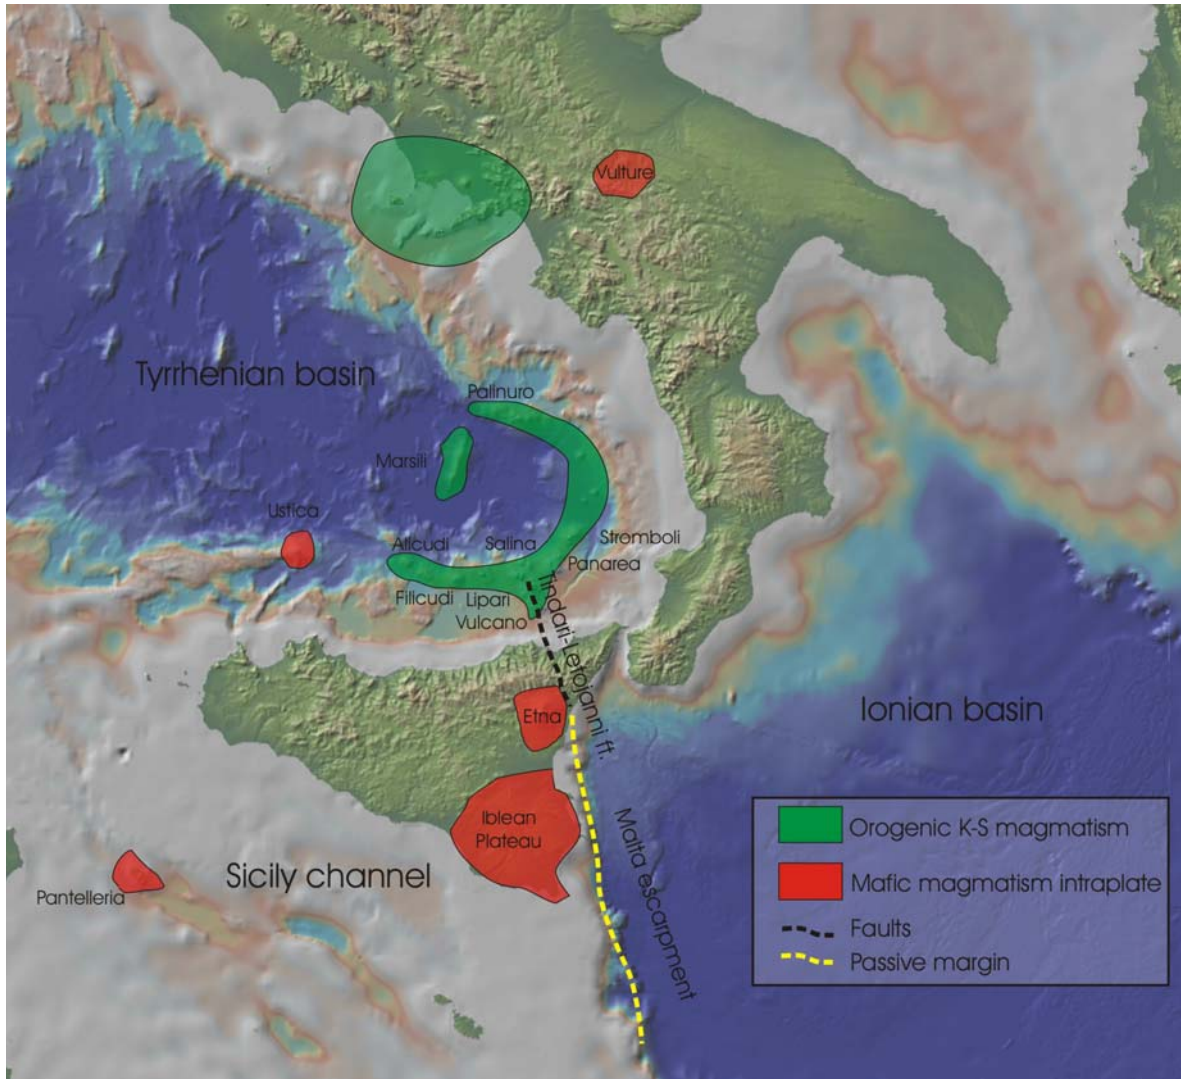 Vulture
Tyrrhenian basin
Palinuro
Marsili
Ustica
Alicudi
Salina
Stromboli
Panarea
Filicudi
Lipari
Vulcano
Tindari-Letojanni ft.
Etna
Ionian basin
Iblean
Plateau
Malta escarpment
Sicily channel
Pantelleria
Orogenic K-S magmatism
Mafic magmatism intraplate
Faults
Passive margin